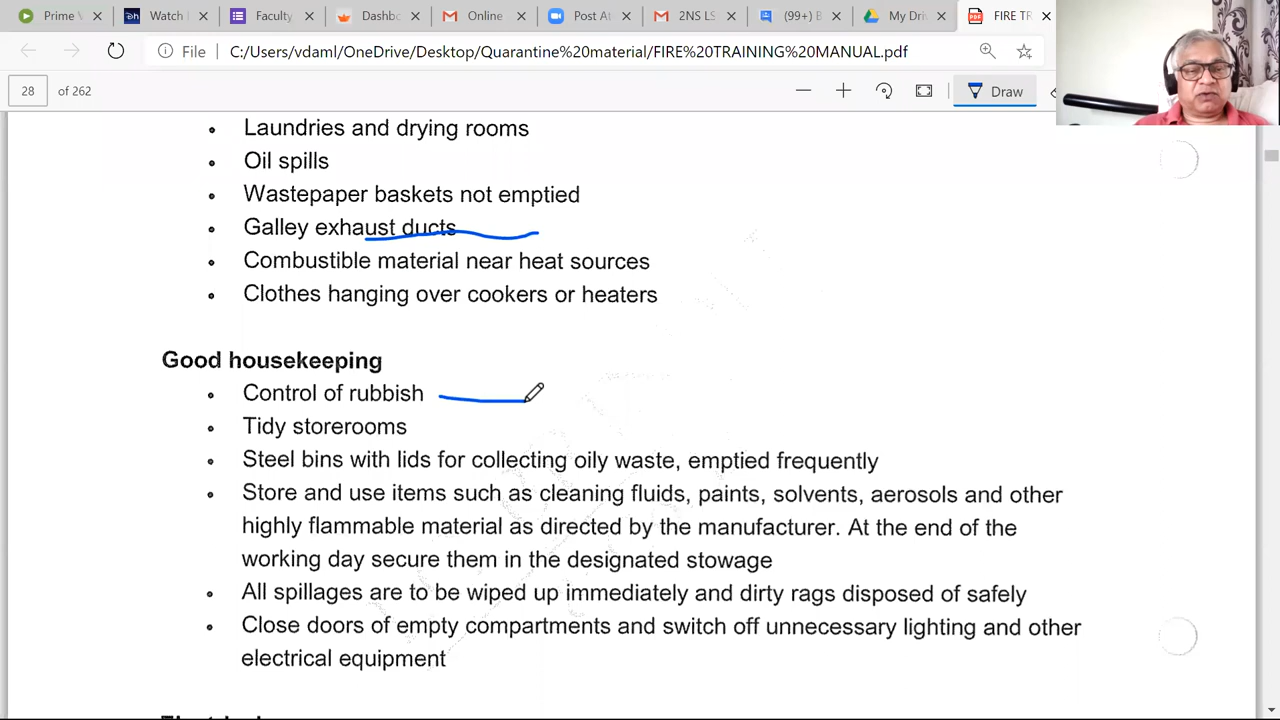 Prime V
Watch l
Faculty
Dashbc
Online
Post At
2NS S
(99+) B
My Driv
FIRE TR
File
C:/Users/vdaml/OneDrive/Desktop/Quarantine%20material/FIRE%20TRAINING%20MANUAL.pdf
28 of 262
Draw
• Laundries and drying rooms
• Oil spills
• Wastepaper baskets not emptied
• Galley exhaust ducts
• Combustible material near heat sources
• Clothes hanging over cookers or heaters
Good housekeeping
• Control of rubbish
• Tidy storerooms
• Steel bins with lids for collecting oily waste, emptied frequently
• Store and use items such as cleaning fluids, paints, solvents, aerosols and other
highly flammable material as directed by the manufacturer. At the end of the
working day secure them in the designated stowage
• All spillages are to be wiped up immediately and dirty rags disposed of safely
• Close doors of empty compartments and switch off unnecessary lighting and other
electrical equipment